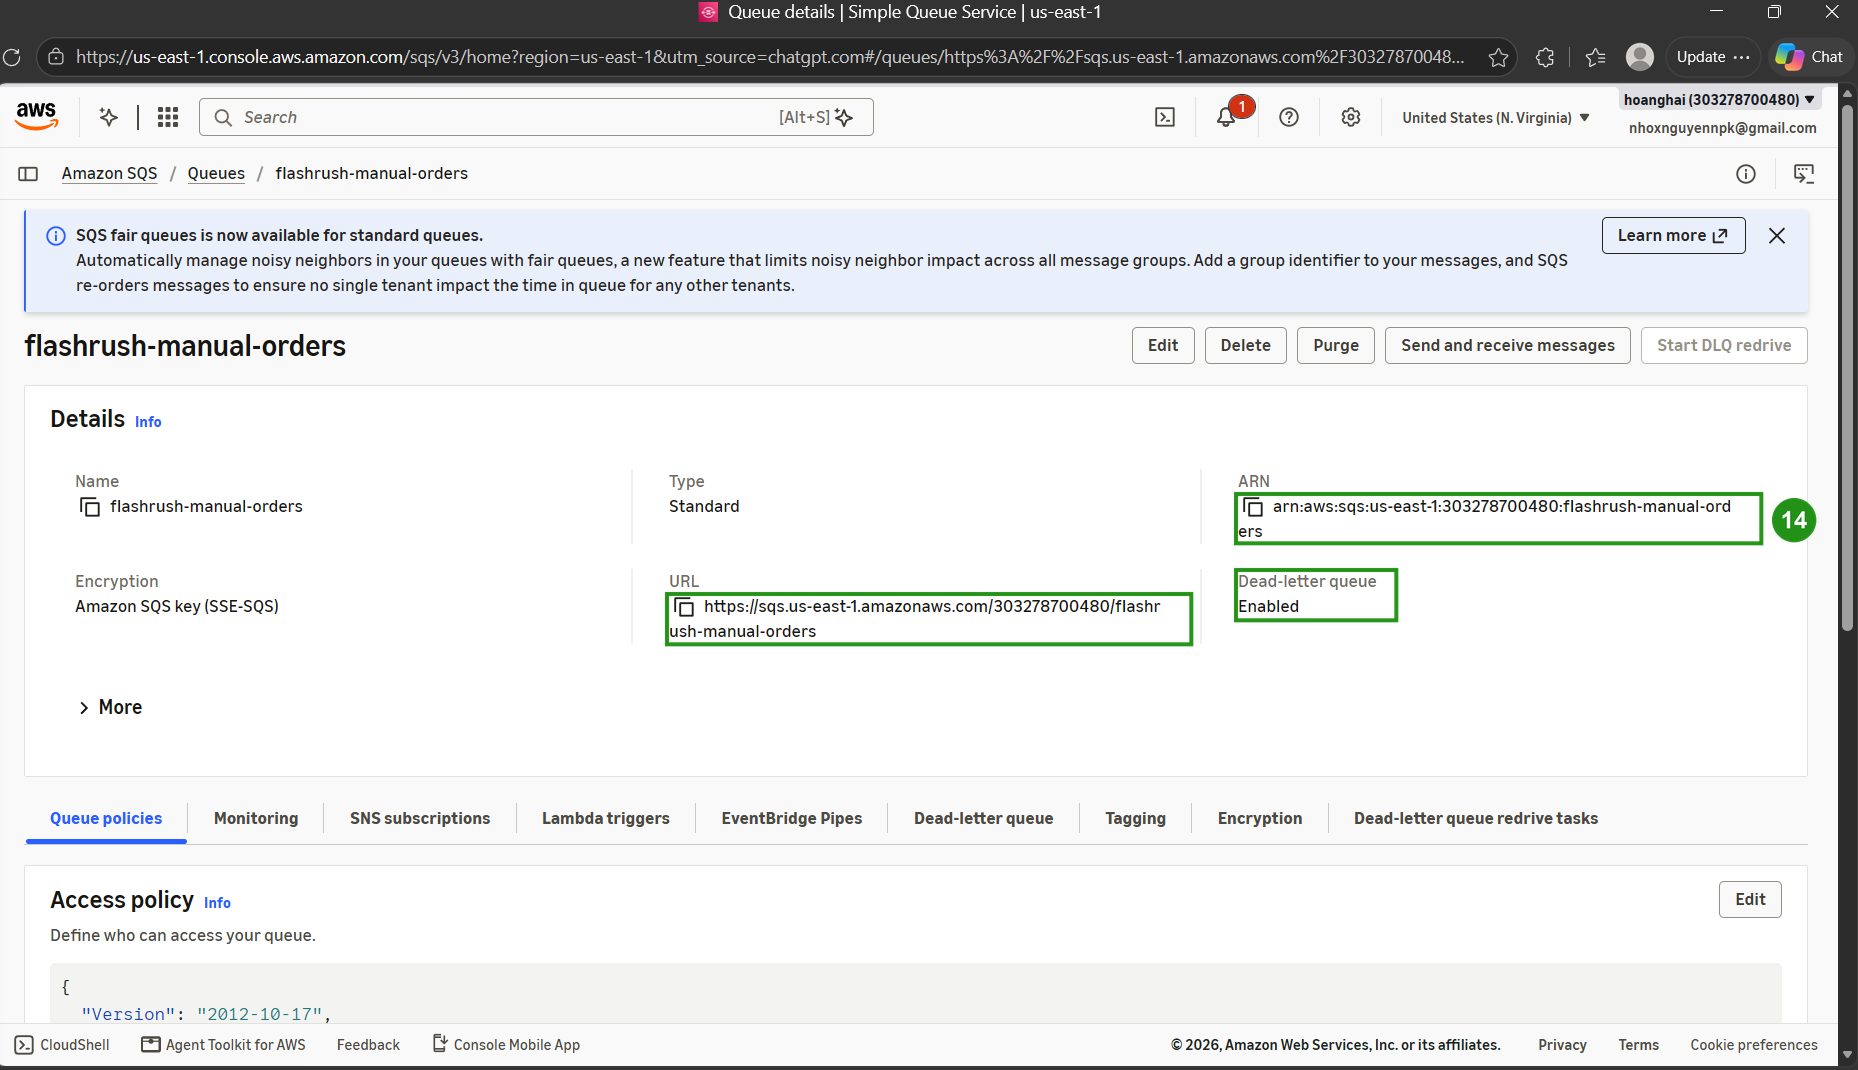 Queue details | Simple Queue Service | us-east-1
https://us-east-1.console.aws.amazon.com/sqs/v3/home?region=us-east-1&utm_source=chatgpt.com#/queues/https%3A%2F%2Fsqs.us-east-1.amazonaws.com%2F30327870048...
Update
Chat
aws
Search
[Alt+S]
1
United States (N. Virginia)
hoanghai (303278700480)
nhoxnguyennpk@gmail.com
Amazon SQS / Queues / flashrush-manual-orders
SQS fair queues is now available for standard queues.
Automatically manage noisy neighbors in your queues with fair queues, a new feature that limits noisy neighbor impact across all message groups. Add a group identifier to your messages, and SQS
re-orders messages to ensure no single tenant impact the time in queue for any other tenants.
Learn more
flashrush-manual-orders
Edit
Delete
Purge
Send and receive messages
Start DLQ redrive
Details Info
Name
flashrush-manual-orders
Type
Standard
ARN
arn:aws:sqs:us-east-1:303278700480:flashrush-manual-ord
ers
14
Encryption
Amazon SQS key (SSE-SQS)
URL
https://sqs.us-east-1.amazonaws.com/303278700480/flashr
ush-manual-orders
Dead-letter queue
Enabled
More
Queue policies
Monitoring
SNS subscriptions
Lambda triggers
EventBridge Pipes
Dead-letter queue
Tagging
Encryption
Dead-letter queue redrive tasks
Access policy Info
Edit
Define who can access your queue.
{
"Version": "2012-10-17",
CloudShell
Agent Toolkit for AWS
Feedback
Console Mobile App
© 2026, Amazon Web Services, Inc. or its affiliates.
Privacy
Terms
Cookie preferences